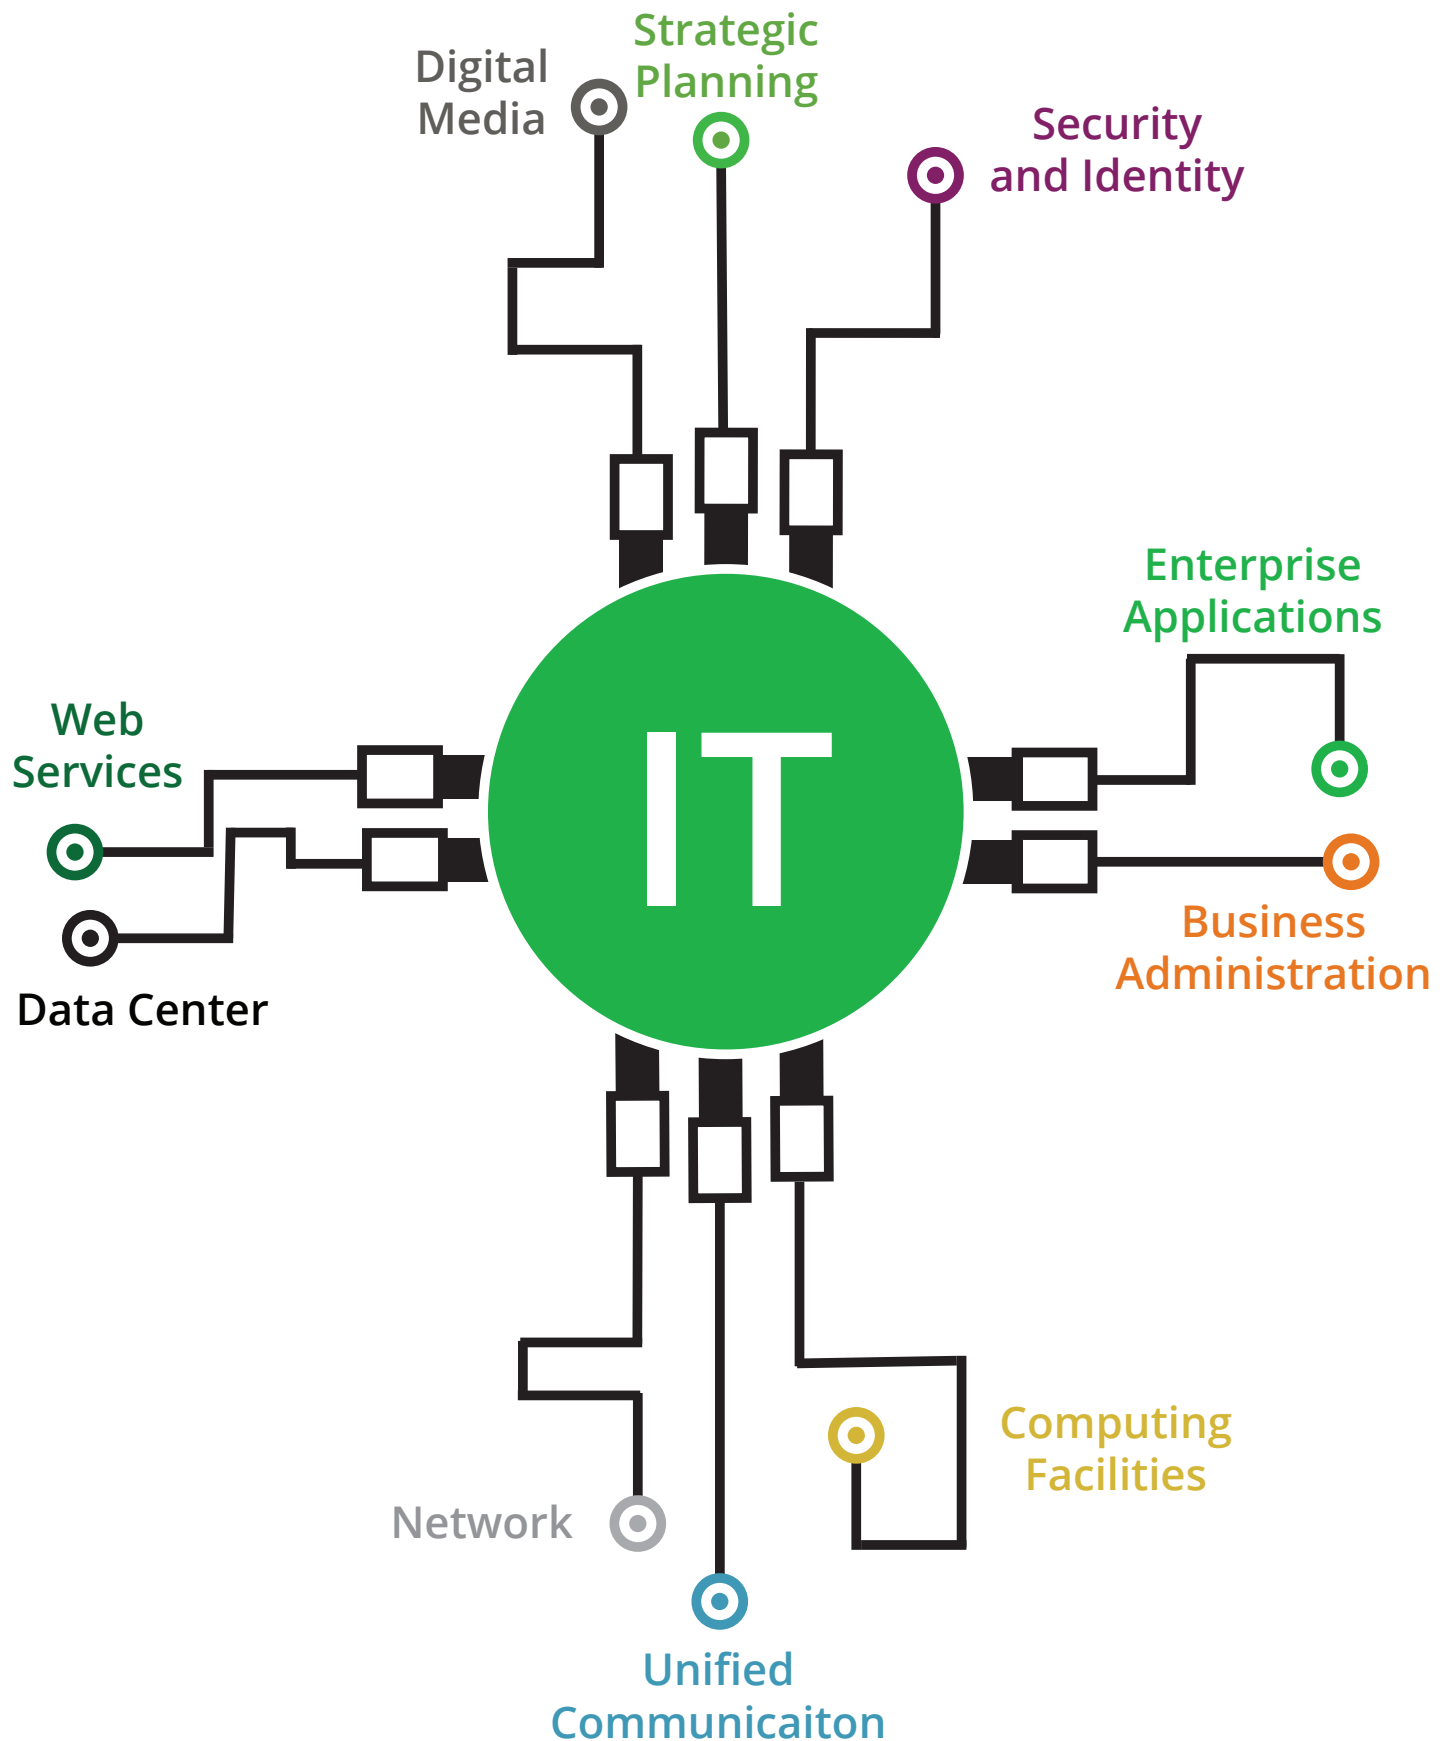 Digital
Media
Strategic
Planning
Security
and Identity
Enterprise
Applications
Web
Services
IT
Business
Administration
Data Center
Computing
Facilities
Network
Unified
Communicaiton